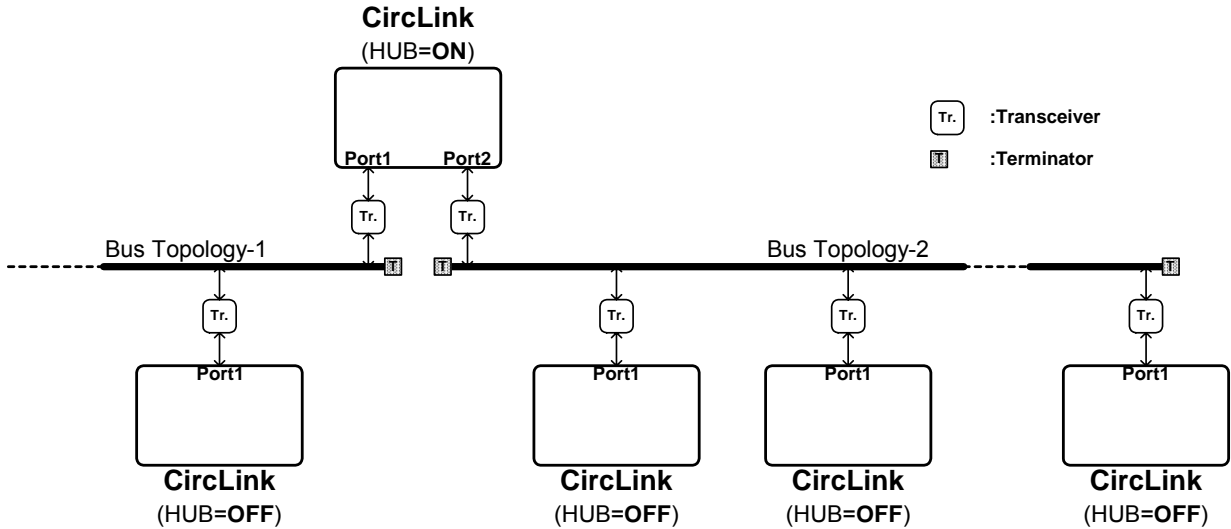 CircLink
(HUB=ON)
Port1 Port2
Tr. :Transceiver
T :Terminator
Tr. Tr.
Bus Topology-1 Bus Topology-2
T T T
Tr. Tr. Tr. Tr.
Port1 Port1 Port1 Port1
CircLink CircLink CircLink CircLink
(HUB=OFF) (HUB=OFF) (HUB=OFF) (HUB=OFF)